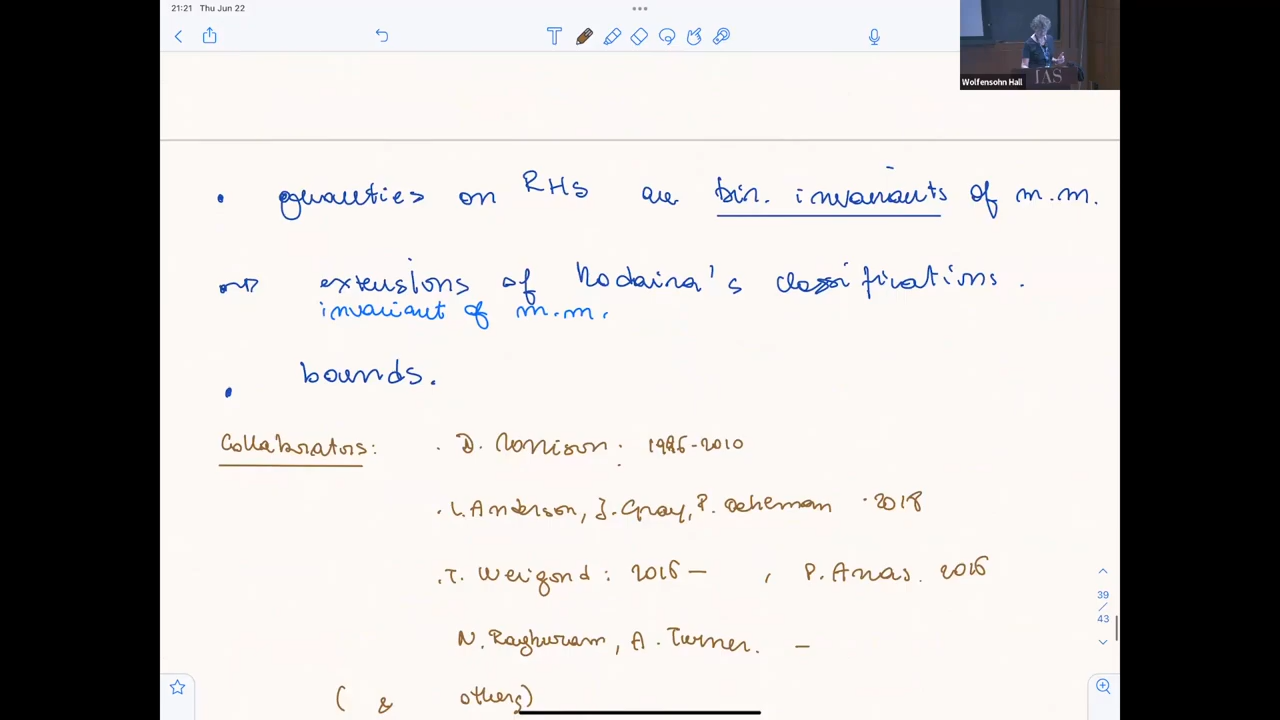 21:21 Thu Jun 22
Wolfensohn Hall
IAS
• quantities on RHS are bir. invariants of m.m.
extensions of Kodaira's classifications.
invariant of m.m.
• bounds.
Collaborators: · D. Morrison: 1996-2010
· L. Anderson, J. Gray, P. Oehlmann · 2018
· T. Weigand: 2016 — , P. Arras. 2016
N. Raghuram, A. Turner. —
( & others)
39
/
43